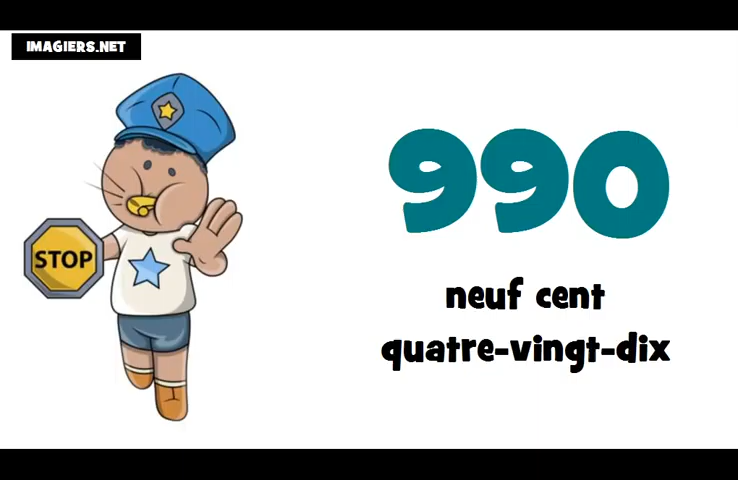 IMAGIERS.NET
STOP
990
neuf cent
quatre-vingt-dix